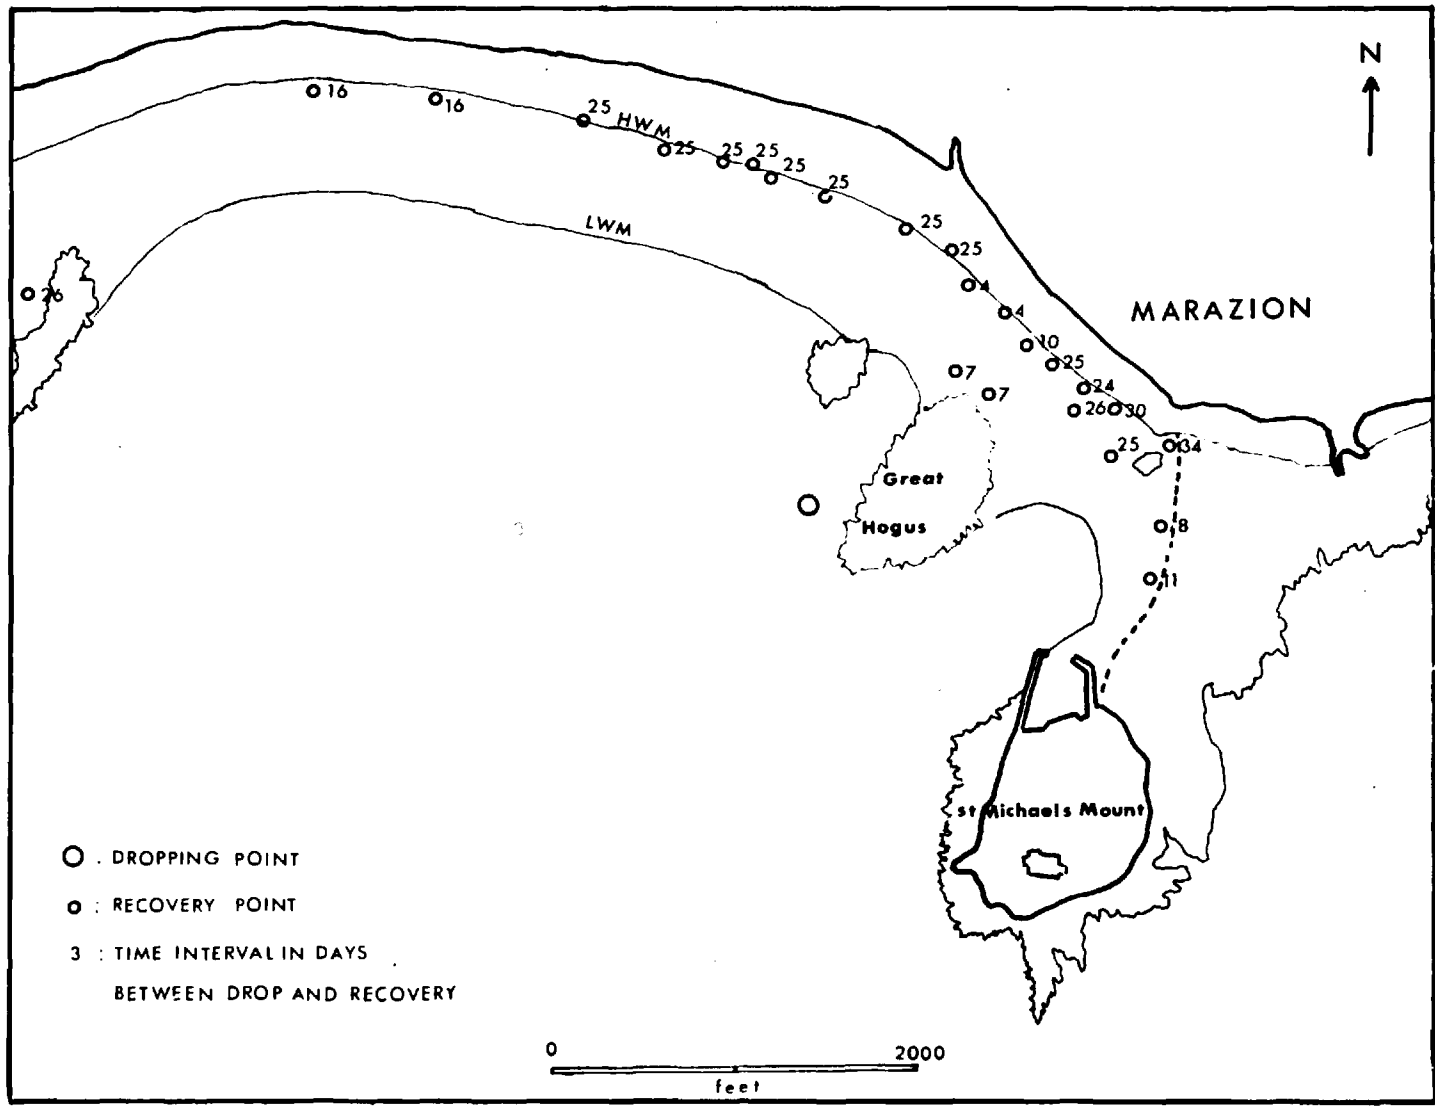 N
16
16
25
HWM
25
25
25
25
25
LWM
25
25
4
26
4
MARAZION
10
25
7
24
7
26
30
25
34
Great
Hogus
8
11
st Michaels Mount
. DROPPING POINT
: RECOVERY POINT
3 : TIME INTERVAL IN DAYS
BETWEEN DROP AND RECOVERY
0 2000
feet